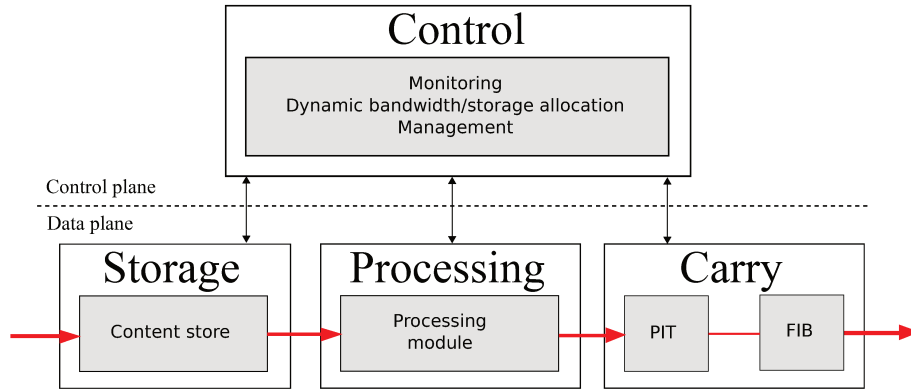 Control
Monitoring
Dynamic bandwidth/storage allocation
Management
Control plane
Data plane
Storage
Content store
Processing
Processing
module
Carry
PIT
FIB